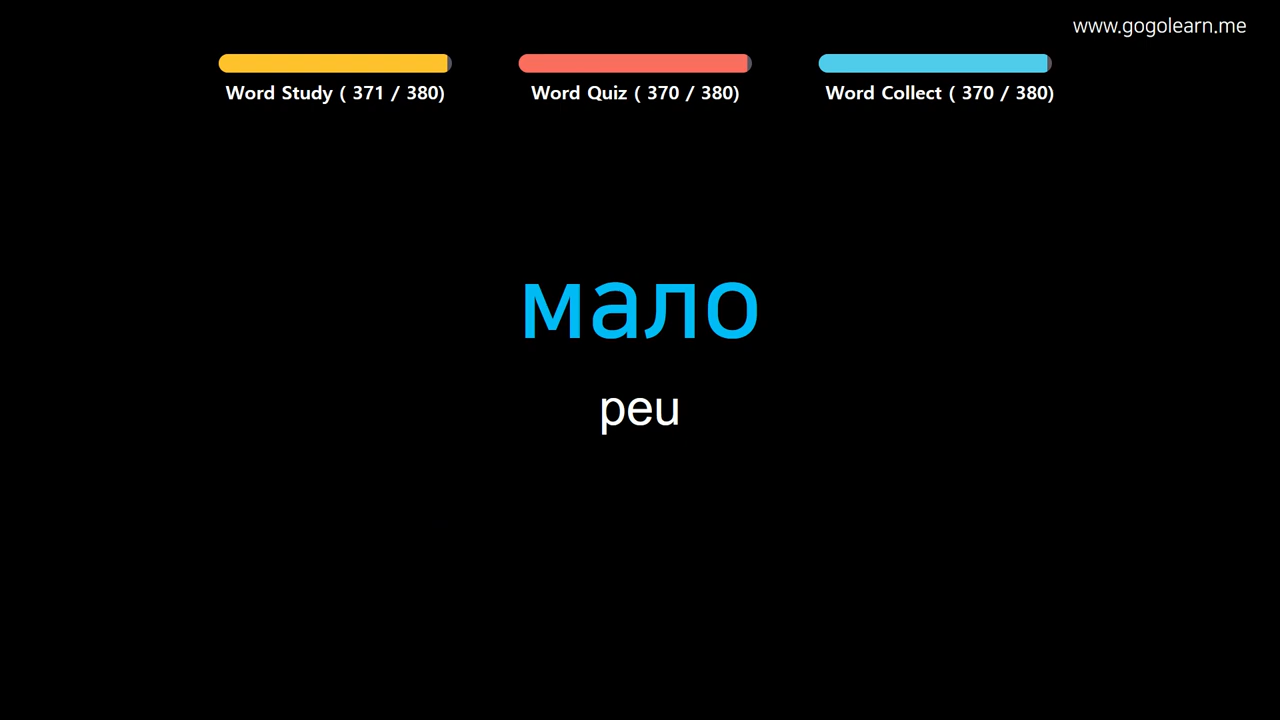 www.gogolearn.me
Word Study ( 371 / 380)
Word Quiz ( 370 / 380)
Word Collect ( 370 / 380)
мало
peu